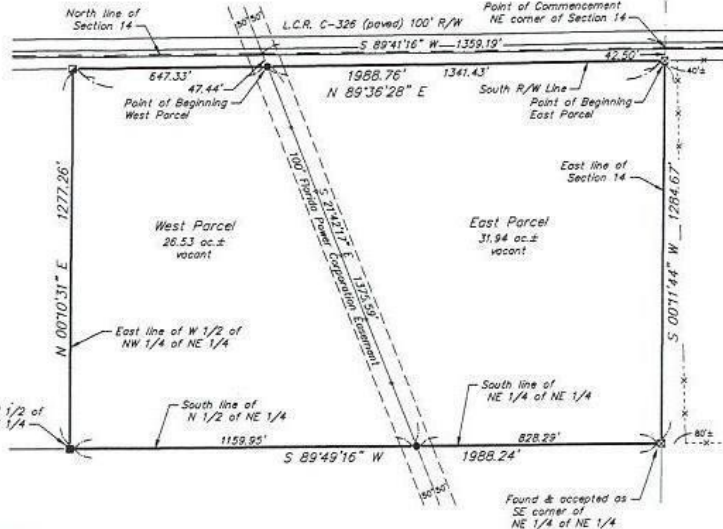 North line of
Section 14
50' 50'
L.C.R. C-326 (paved) 100' R/W
Point of Commencement
NE corner of Section 14
S 89°41'16" W 1359.19'
42.50'
647.33'
47.44'
1988.76'
1341.43'
N 89°36'28" E
South R/W Line
40'±
Point of Beginning
West Parcel
Point of Beginning
East Parcel
N 00°10'31" E 1277.26'
100' Florida Power Corporation Easement
S 21°42'17" E 1375.59'
East line of
Section 14
S 00°11'44" W 1284.67'
West Parcel
26.53 ac.±
vacant
East Parcel
31.94 ac.±
vacant
East line of W 1/2 of
NW 1/4 of NE 1/4
1/2 of
1/4
South line of
N 1/2 of NE 1/4
South line of
NE 1/4 of NE 1/4
1159.95'
828.29'
80'±
S 89°49'16" W
1988.24'
50' 50'
Found & accepted as
SE corner of
NE 1/4 of NE 1/4